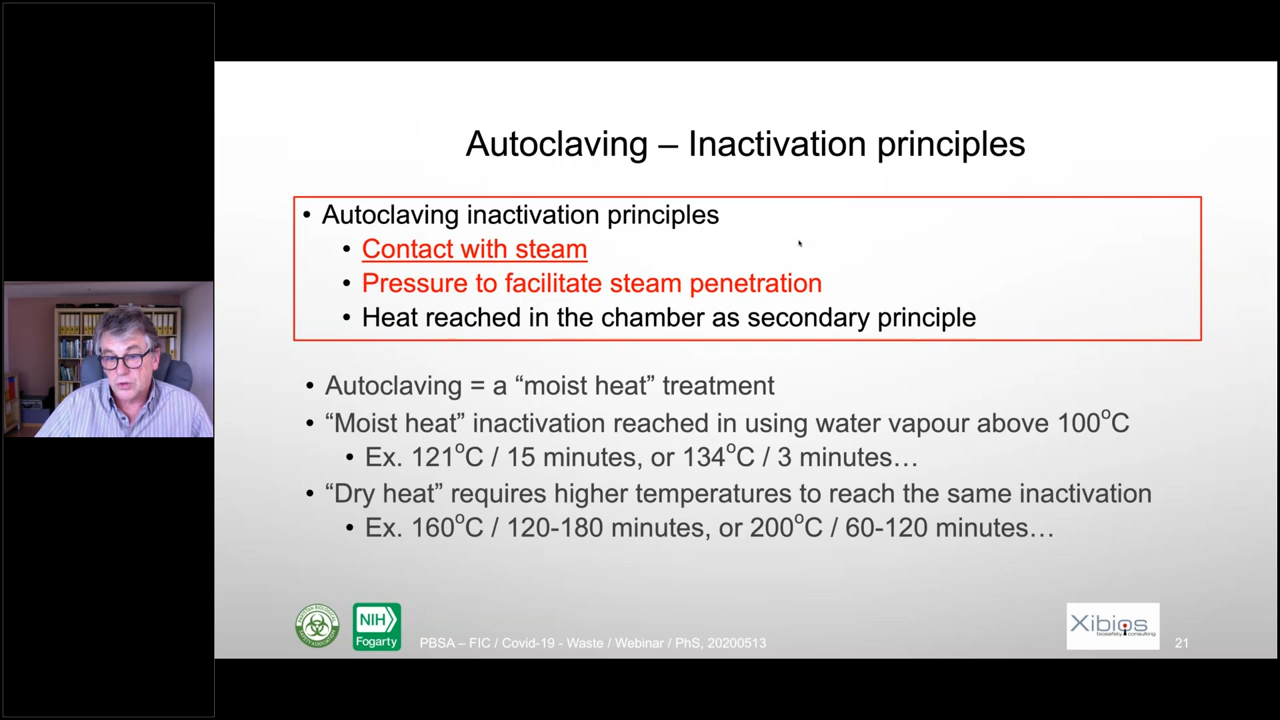 Autoclaving – Inactivation principles
• Autoclaving inactivation principles
• Contact with steam
• Pressure to facilitate steam penetration
• Heat reached in the chamber as secondary principle
• Autoclaving = a “moist heat” treatment
• “Moist heat” inactivation reached in using water vapour above 100°C
• Ex. 121°C / 15 minutes, or 134°C / 3 minutes…
• “Dry heat” requires higher temperatures to reach the same inactivation
• Ex. 160°C / 120-180 minutes, or 200°C / 60-120 minutes…
NIH
Fogarty
PBSA – FIC / Covid-19 - Waste / Webinar / PhS, 20200513
Xibios
biosafety consulting
21